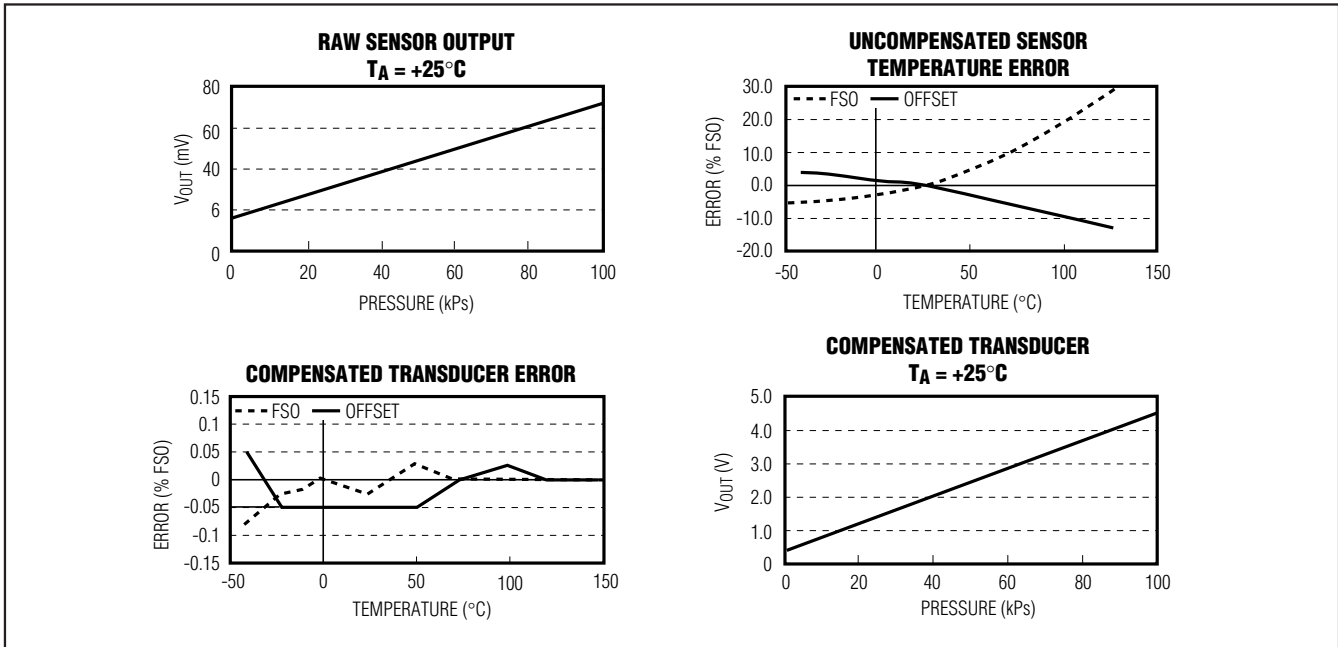 RAW SENSOR OUTPUT
TA = +25°C
80
60
40
6
0
VOUT (mV)
0 20 40 60 80 100
PRESSURE (kPs)
UNCOMPENSATED SENSOR
TEMPERATURE ERROR
30.0
20.0
10.0
0.0
-10.0
-20.0
ERROR (% FSO)
FSO OFFSET
-50 0 50 100 150
TEMPERATURE (°C)
COMPENSATED TRANSDUCER ERROR
0.15
0.1
0.05
0
-0.05
-0.1
-0.15
ERROR (% FSO)
FSO OFFSET
-50 0 50 100 150
TEMPERATURE (°C)
COMPENSATED TRANSDUCER
TA = +25°C
5.0
4.0
3.0
2.0
1.0
0
VOUT (V)
0 20 40 60 80 100
PRESSURE (kPs)